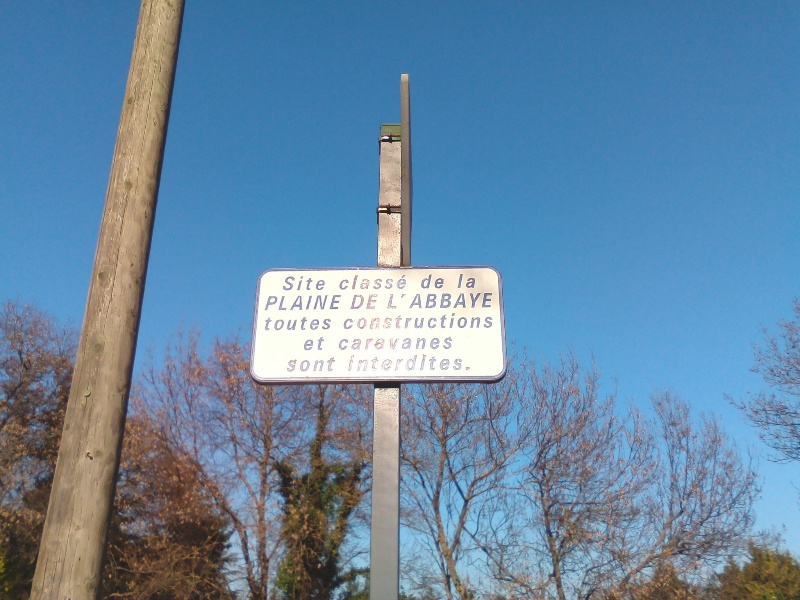 Site classé de la
PLAINE DE L'ABBAYE
toutes constructions
et caravanes
sont interdites.